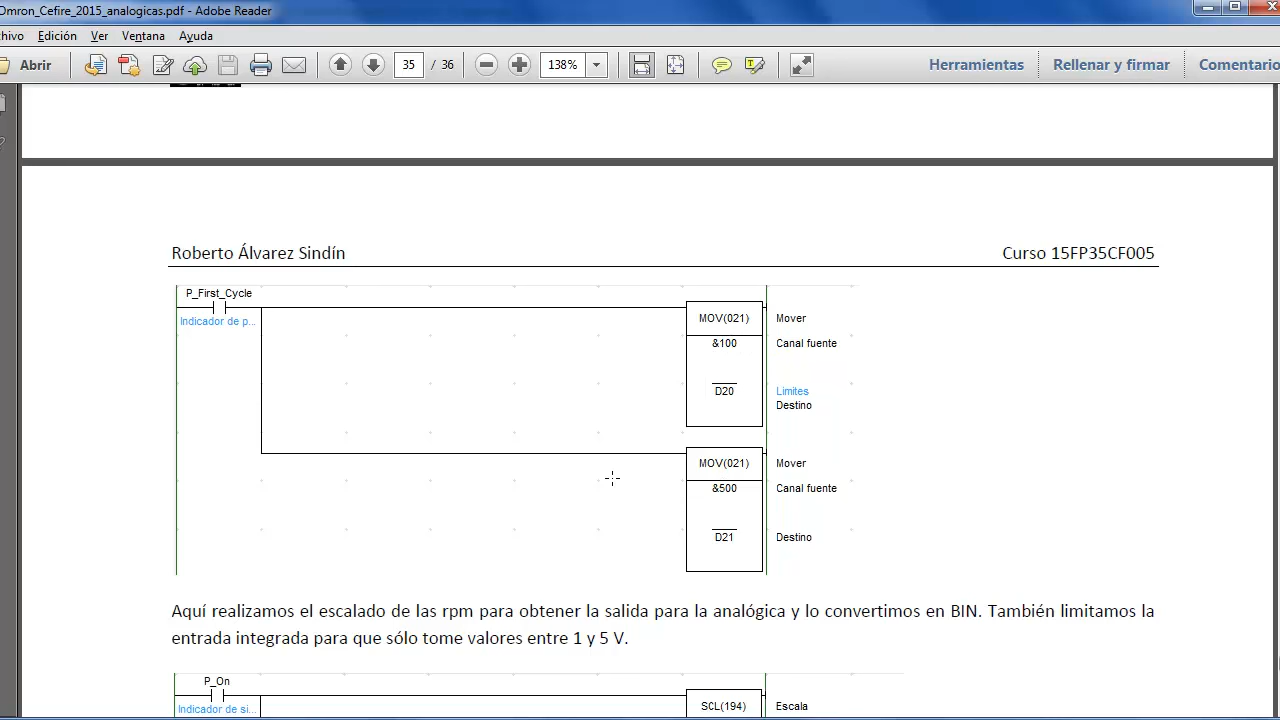 Omron_Cefire_2015_analogicas.pdf - Adobe Reader
chivo Edición Ver Ventana Ayuda
Abrir 35 / 36 138% Herramientas Rellenar y firmar Comentario
Roberto Álvarez Sindín Curso 15FP35CF005
P_First_Cycle
Indicador de p...
MOV(021) Mover
&100 Canal fuente
D20 Limites
Destino
MOV(021) Mover
&500 Canal fuente
D21 Destino
Aquí realizamos el escalado de las rpm para obtener la salida para la analógica y lo convertimos en BIN. También limitamos la
entrada integrada para que sólo tome valores entre 1 y 5 V.
P_On
Indicador de si...
SCL(194) Escala